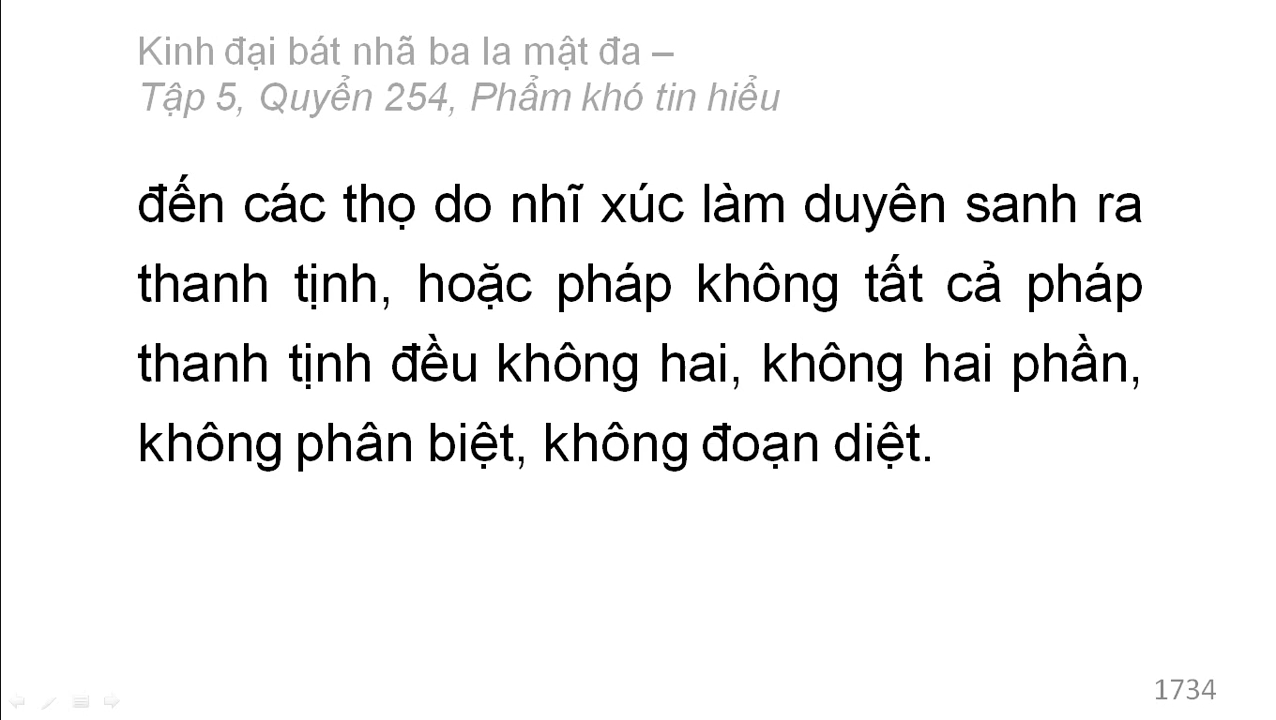 Kinh đại bát nhã ba la mật đa –
Tập 5, Quyển 254, Phẩm khó tin hiểu
đến các thọ do nhĩ xúc làm duyên sanh ra
thanh tịnh, hoặc pháp không tất cả pháp
thanh tịnh đều không hai, không hai phần,
không phân biệt, không đoạn diệt.
1734